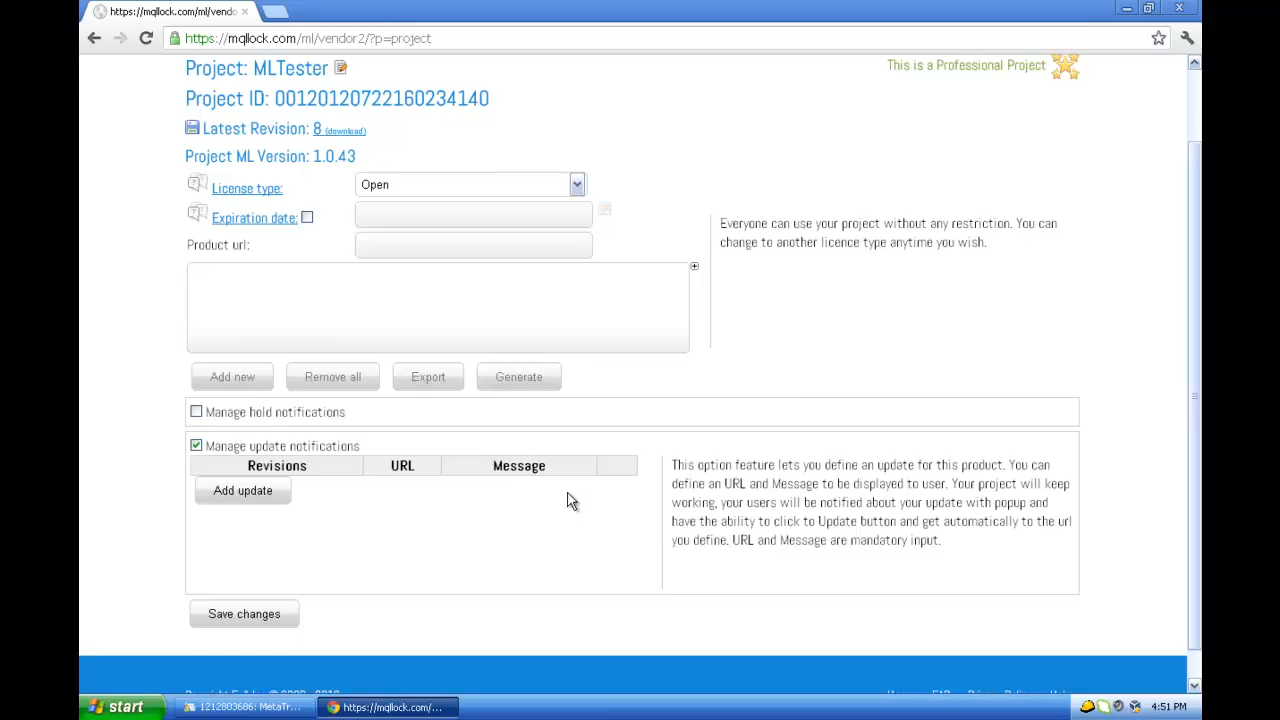 https://mqllock.com/ml/vendo
https://mqllock.com/ml/vendor2/?p=project
Project: MLTester
This is a Professional Project
Project ID: 00120120722160234140
Latest Revision: 8 (download)
Project ML Version: 1.0.43
License type:
Open
Expiration date:
Product url:
Everyone can use your project without any restriction. You can
change to another licence type anytime you wish.
Add new
Remove all
Export
Generate
Manage hold notifications
Manage update notifications
Revisions
URL
Message
Add update
This option feature lets you define an update for this product. You can
define an URL and Message to be displayed to user. Your project will keep
working, your users will be notified about your update with popup and
have the ability to click to Update button and get automatically to the url
you define. URL and Message are mandatory input.
Save changes
start
1212803686: MetaTr...
https://mqllock.com/...
4:51 PM